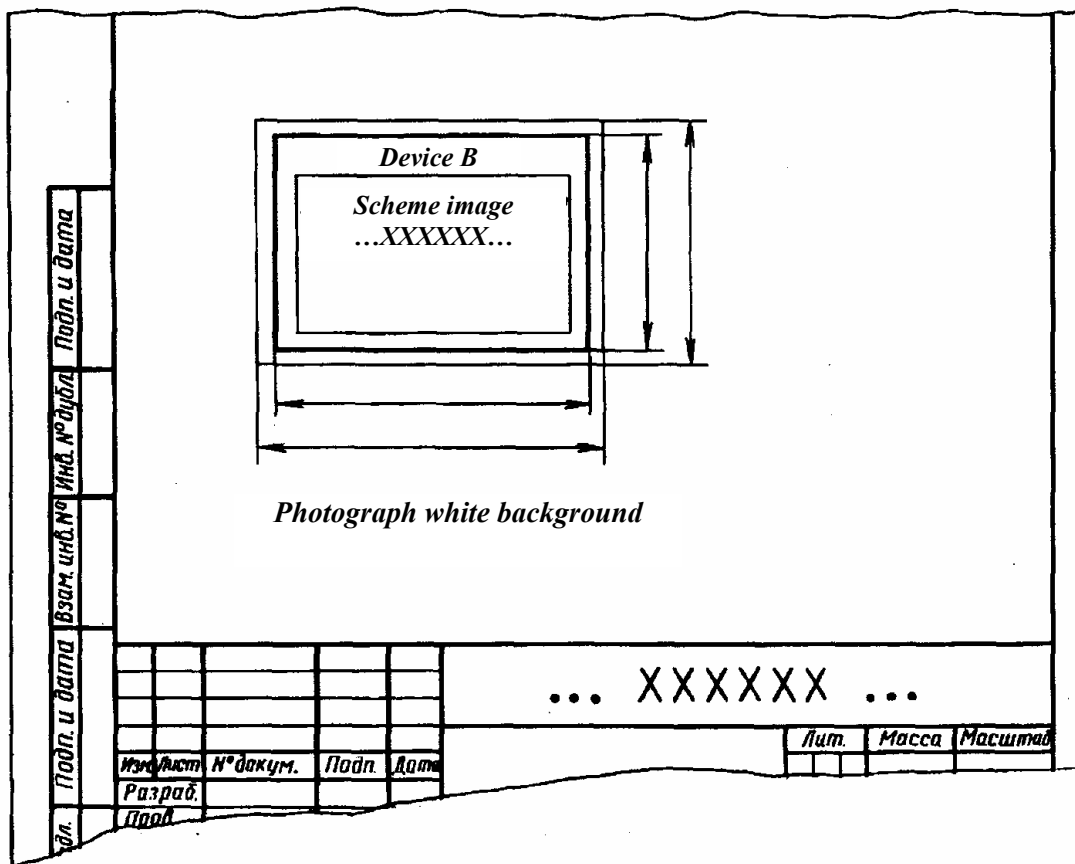 Device B
Scheme image
...XXXXXX...
Photograph white background
Подп. и дата
Инв. № дубл.
Взам. инв. №
Подп. и дата
дл.
... XXXXXX ...
Лит. Масса Масштаб
Изм Лист № докум. Подп. Дата
Разраб.
Пров